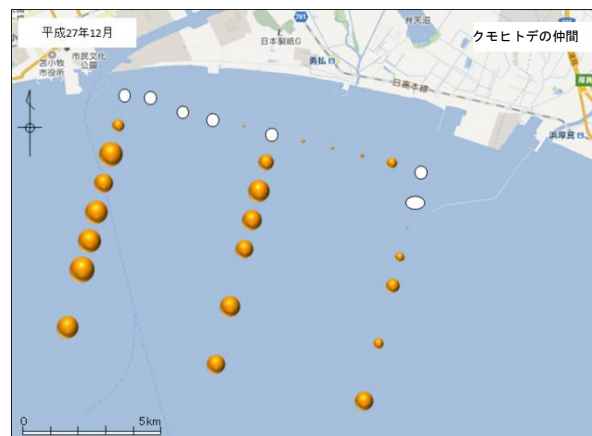 平成27年12月
クモヒトデの仲間
781
弁天沼
日本製紙G
市民文化
公園
苫小牧
市役所
勇払
日高本線
浜厚真
0
5km